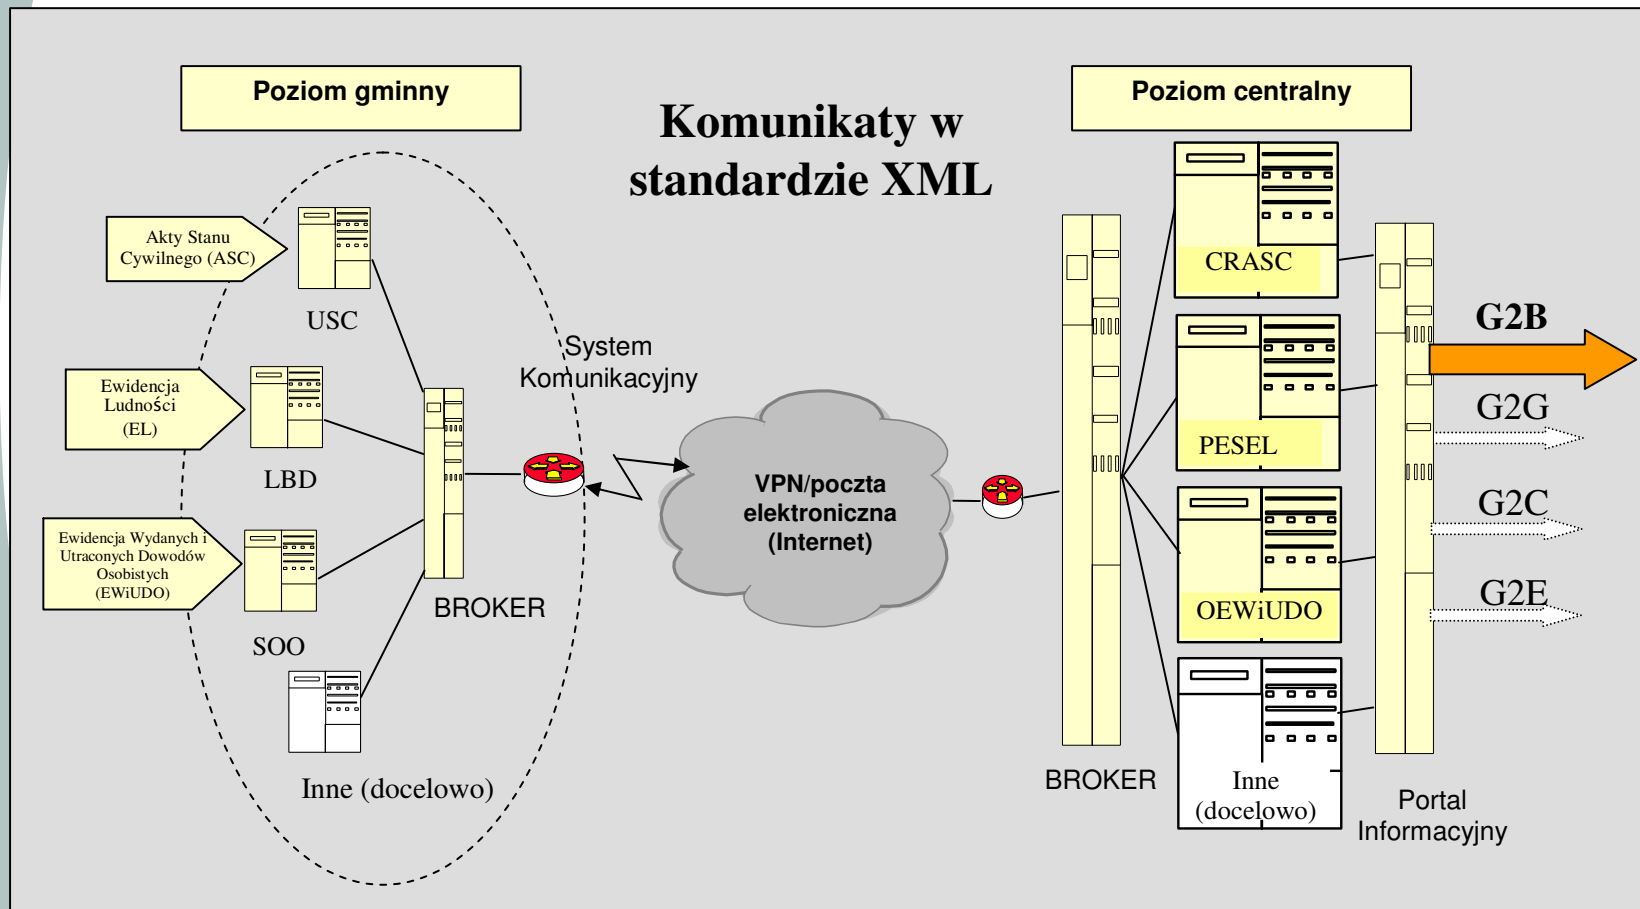 Poziom gminny
Komunikaty w
standardzie XML
Poziom centralny
Akty Stanu
Cywilnego (ASC)
USC
Ewidencja
Ludności
(EL)
LBD
Ewidencja Wydanych i
Utraconych Dowodów
Osobistych
(EWiUDO)
SOO
Inne (docelowo)
BROKER
System
Komunikacyjny
VPN/poczta
elektroniczna
(Internet)
BROKER
CRASC
PESEL
OEWiUDO
Inne
(docelowo)
Portal
Informacyjny
G2B
G2G
G2C
G2E